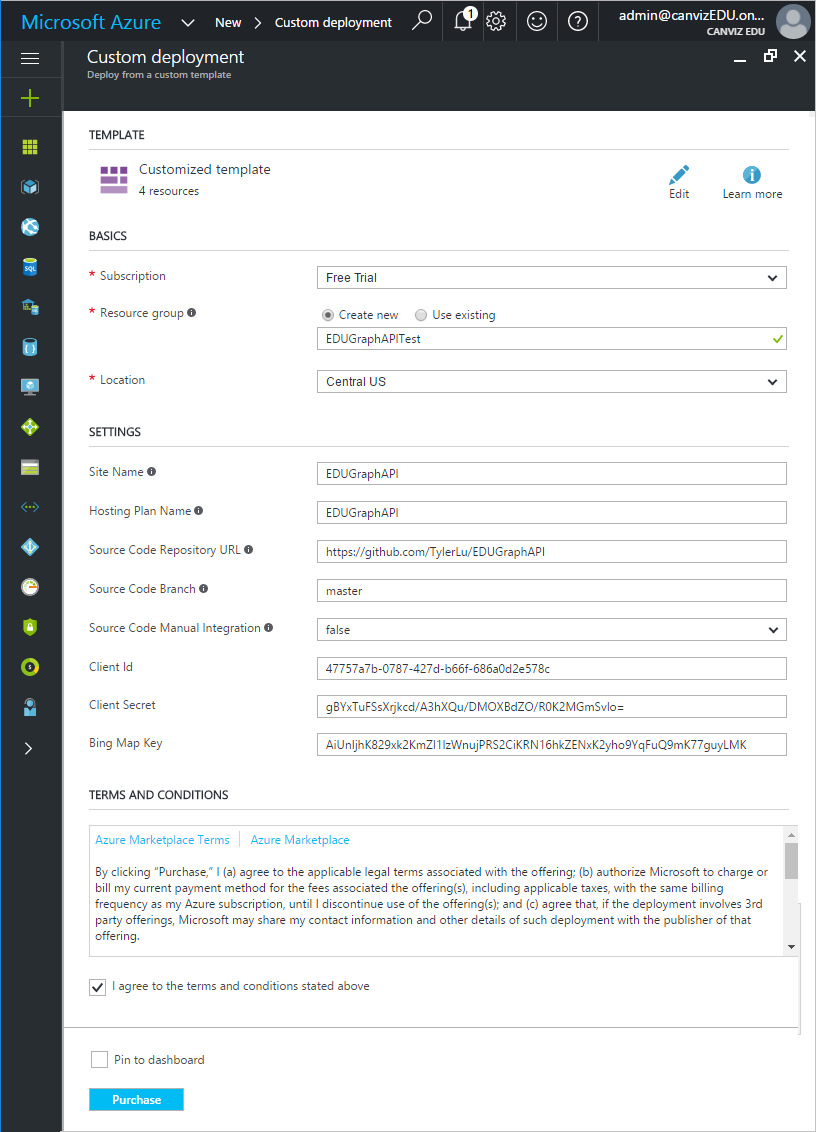 Microsoft Azure New Custom deployment 1 admin@canvizEDU.on...
CANVIZ EDU
Custom deployment
Deploy from a custom template
TEMPLATE
Customized template
4 resources
Edit Learn more
BASICS
* Subscription Free Trial
* Resource group Create new Use existing
EDUGraphAPITest
* Location Central US
SETTINGS
Site Name EDUGraphAPI
Hosting Plan Name EDUGraphAPI
Source Code Repository URL https://github.com/TylerLu/EDUGraphAPI
Source Code Branch master
Source Code Manual Integration false
Client Id 47757a7b-0787-427d-b66f-686a0d2e578c
Client Secret gBYxTuFSsXrjkcd/A3hXQu/DMOXBdZO/R0K2MGmSvlo=
Bing Map Key AiUnIjhK829xk2KmZl1IzWnujPRS2CiKRN16hkZENxK2yho9YqFuQ9mK77guyLMK
TERMS AND CONDITIONS
Azure Marketplace Terms Azure Marketplace
By clicking “Purchase,” I (a) agree to the applicable legal terms associated with the offering; (b) authorize Microsoft to charge or
bill my current payment method for the fees associated the offering(s), including applicable taxes, with the same billing
frequency as my Azure subscription, until I discontinue use of the offering(s); and (c) agree that, if the deployment involves 3rd
party offerings, Microsoft may share my contact information and other details of such deployment with the publisher of that
offering.
I agree to the terms and conditions stated above
Pin to dashboard
Purchase